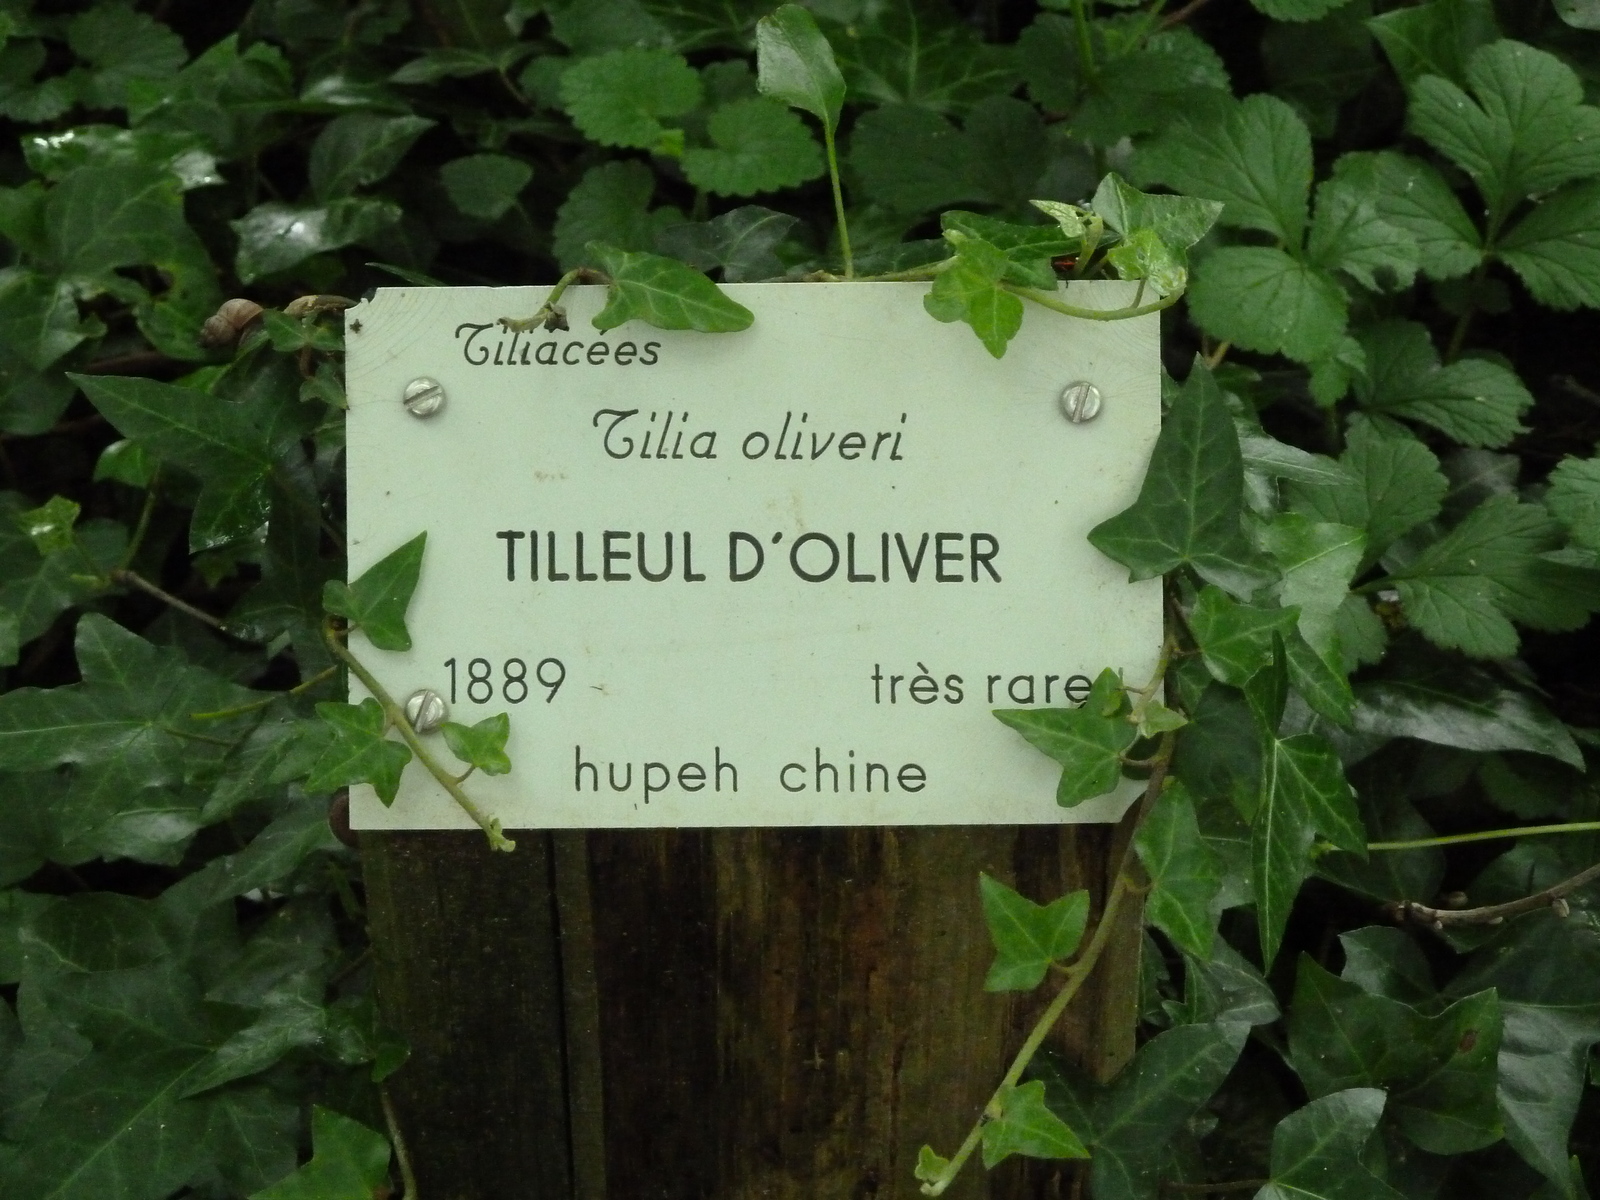 Tiliacées
Tilia oliveri
TILLEUL D'OLIVER
1889 très rare
hupeh chine